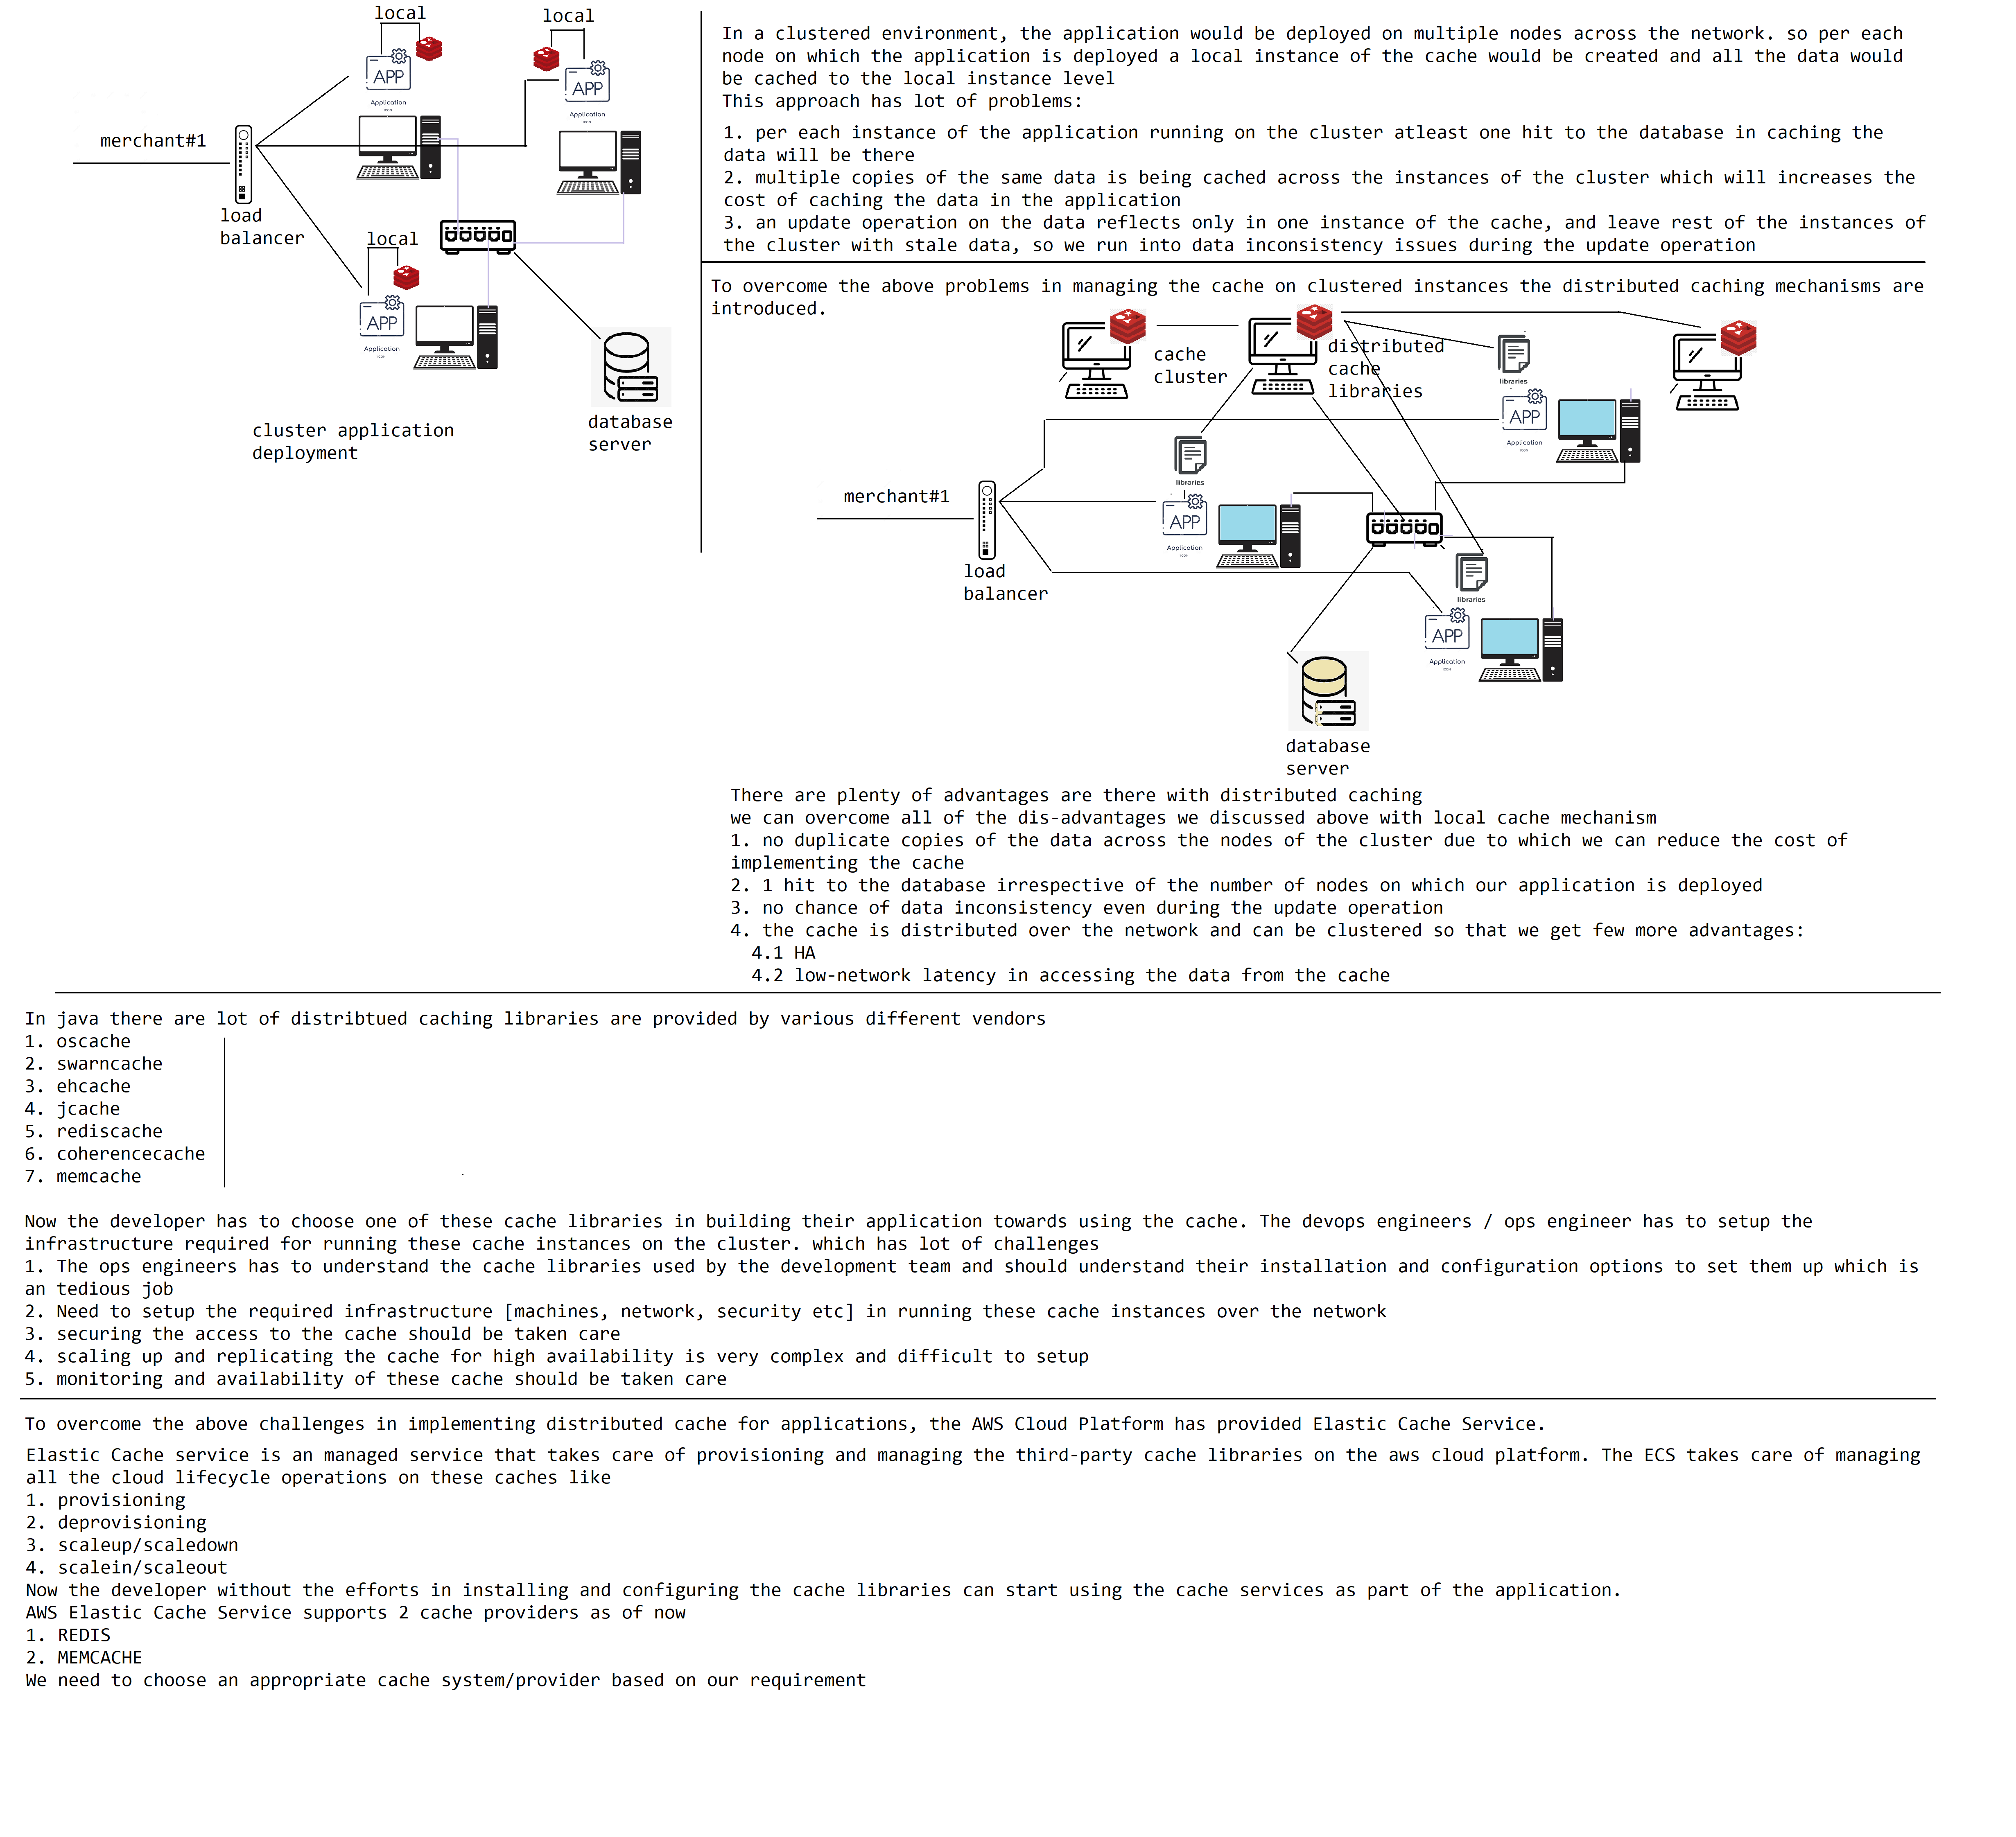 local
local
APP
Application
ICON
APP
Application
ICON
merchant#1
load
balancer
local
APP
Application
ICON
database
server
cluster application
deployment
In a clustered environment, the application would be deployed on multiple nodes across the network. so per each
node on which the application is deployed a local instance of the cache would be created and all the data would
be cached to the local instance level
This approach has lot of problems:
1. per each instance of the application running on the cluster atleast one hit to the database in caching the
data will be there
2. multiple copies of the same data is being cached across the instances of the cluster which will increases the
cost of caching the data in the application
3. an update operation on the data reflects only in one instance of the cache, and leave rest of the instances of
the cluster with stale data, so we run into data inconsistency issues during the update operation
To overcome the above problems in managing the cache on clustered instances the distributed caching mechanisms are
introduced.
cache
cluster
distributed
cache
libraries
libraries
APP
Application
ICON
libraries
merchant#1
APP
Application
ICON
load
balancer
libraries
APP
Application
ICON
database
server
There are plenty of advantages are there with distributed caching
we can overcome all of the dis-advantages we discussed above with local cache mechanism
1. no duplicate copies of the data across the nodes of the cluster due to which we can reduce the cost of
implementing the cache
2. 1 hit to the database irrespective of the number of nodes on which our application is deployed
3. no chance of data inconsistency even during the update operation
4. the cache is distributed over the network and can be clustered so that we get few more advantages:
4.1 HA
4.2 low-network latency in accessing the data from the cache
In java there are lot of distribtued caching libraries are provided by various different vendors
1. oscache
2. swarncache
3. ehcache
4. jcache
5. rediscache
6. coherencecache
7. memcache
Now the developer has to choose one of these cache libraries in building their application towards using the cache. The devops engineers / ops engineer has to setup the
infrastructure required for running these cache instances on the cluster. which has lot of challenges
1. The ops engineers has to understand the cache libraries used by the development team and should understand their installation and configuration options to set them up which is
an tedious job
2. Need to setup the required infrastructure [machines, network, security etc] in running these cache instances over the network
3. securing the access to the cache should be taken care
4. scaling up and replicating the cache for high availability is very complex and difficult to setup
5. monitoring and availability of these cache should be taken care
To overcome the above challenges in implementing distributed cache for applications, the AWS Cloud Platform has provided Elastic Cache Service.
Elastic Cache service is an managed service that takes care of provisioning and managing the third-party cache libraries on the aws cloud platform. The ECS takes care of managing
all the cloud lifecycle operations on these caches like
1. provisioning
2. deprovisioning
3. scaleup/scaledown
4. scalein/scaleout
Now the developer without the efforts in installing and configuring the cache libraries can start using the cache services as part of the application.
AWS Elastic Cache Service supports 2 cache providers as of now
1. REDIS
2. MEMCACHE
We need to choose an appropriate cache system/provider based on our requirement